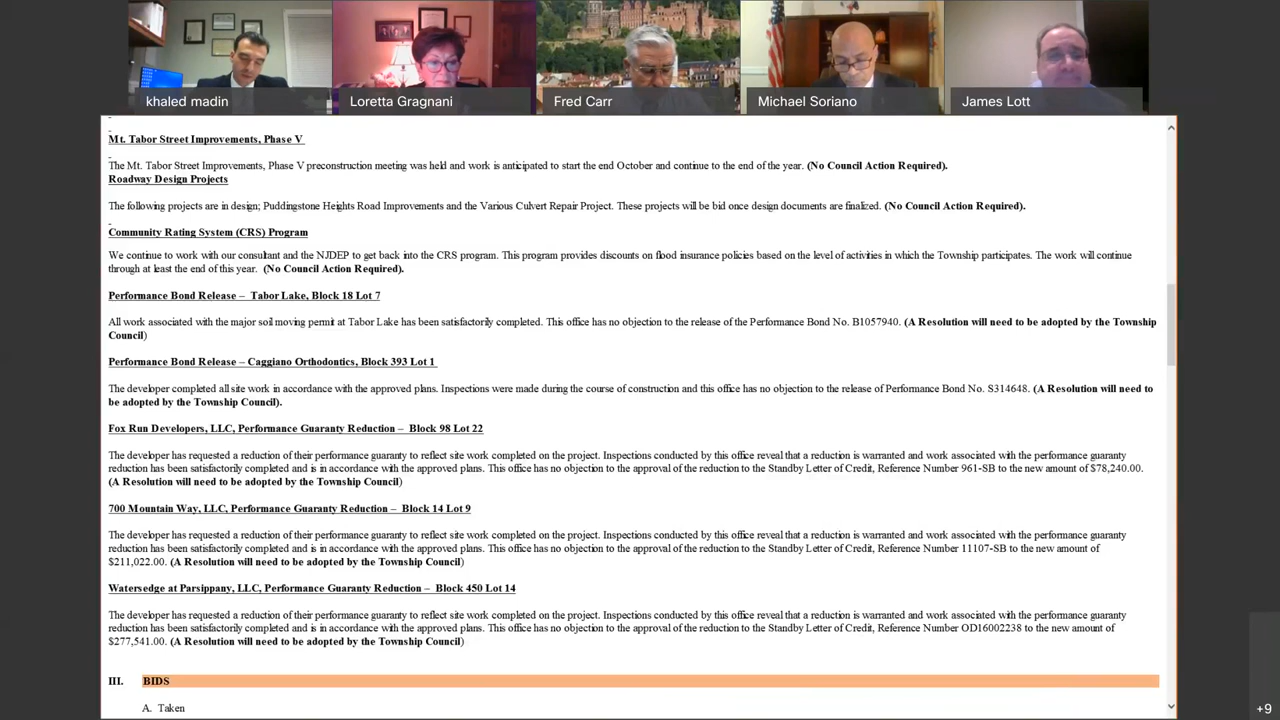 khaled madin
Loretta Gragnani
Fred Carr
Michael Soriano
James Lott
Mt. Tabor Street Improvements, Phase V
The Mt. Tabor Street Improvements, Phase V preconstruction meeting was held and work is anticipated to start the end October and continue to the end of the year. (No Council Action Required).
Roadway Design Projects
The following projects are in design; Puddingstone Heights Road Improvements and the Various Culvert Repair Project. These projects will be bid once design documents are finalized. (No Council Action Required).
Community Rating System (CRS) Program
We continue to work with our consultant and the NJDEP to get back into the CRS program. This program provides discounts on flood insurance policies based on the level of activities in which the Township participates. The work will continue
through at least the end of this year. (No Council Action Required).
Performance Bond Release – Tabor Lake, Block 18 Lot 7
All work associated with the major soil moving permit at Tabor Lake has been satisfactorily completed. This office has no objection to the release of the Performance Bond No. B1057940. (A Resolution will need to be adopted by the Township
Council)
Performance Bond Release – Caggiano Orthodontics, Block 393 Lot 1
The developer completed all site work in accordance with the approved plans. Inspections were made during the course of construction and this office has no objection to the release of Performance Bond No. S314648. (A Resolution will need to
be adopted by the Township Council).
Fox Run Developers, LLC, Performance Guaranty Reduction – Block 98 Lot 22
The developer has requested a reduction of their performance guaranty to reflect site work completed on the project. Inspections conducted by this office reveal that a reduction is warranted and work associated with the performance guaranty
reduction has been satisfactorily completed and is in accordance with the approved plans. This office has no objection to the approval of the reduction to the Standby Letter of Credit, Reference Number 961-SB to the new amount of $78,240.00.
(A Resolution will need to be adopted by the Township Council)
700 Mountain Way, LLC, Performance Guaranty Reduction – Block 14 Lot 9
The developer has requested a reduction of their performance guaranty to reflect site work completed on the project. Inspections conducted by this office reveal that a reduction is warranted and work associated with the performance guaranty
reduction has been satisfactorily completed and is in accordance with the approved plans. This office has no objection to the approval of the reduction to the Standby Letter of Credit, Reference Number 11107-SB to the new amount of
$211,022.00. (A Resolution will need to be adopted by the Township Council)
Watersedge at Parsippany, LLC, Performance Guaranty Reduction – Block 450 Lot 14
The developer has requested a reduction of their performance guaranty to reflect site work completed on the project. Inspections conducted by this office reveal that a reduction is warranted and work associated with the performance guaranty
reduction has been satisfactorily completed and is in accordance with the approved plans. This office has no objection to the approval of the reduction to the Standby Letter of Credit, Reference Number OD16002238 to the new amount of
$277,541.00. (A Resolution will need to be adopted by the Township Council)
III. BIDS
A. Taken
+9